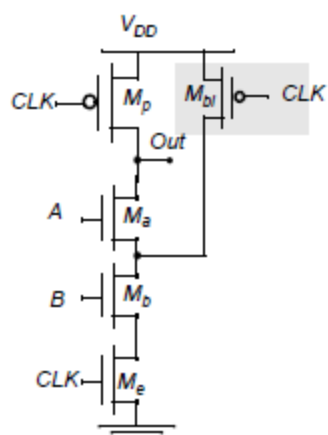 V_DD
CLK M_p M_bl CLK
Out
A M_a
B M_b
CLK M_e